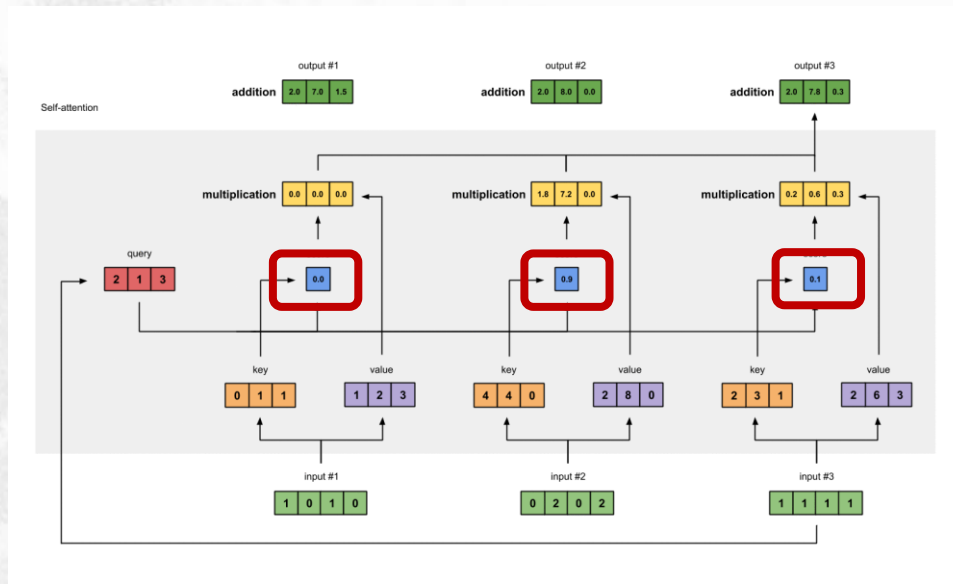 output #1
output #2
output #3
addition 2.0 7.0 1.5
addition 2.0 8.0 0.0
addition 2.0 7.8 0.3
Self-attention
multiplication 0.0 0.0 0.0
multiplication 1.8 7.2 0.0
multiplication 0.2 0.6 0.3
query
2 1 3
0.0
0.9
0.1
key
value
key
value
key
value
0 1 1
1 2 3
4 4 0
2 8 0
2 3 1
2 6 3
input #1
input #2
input #3
1 0 1 0
0 2 0 2
1 1 1 1